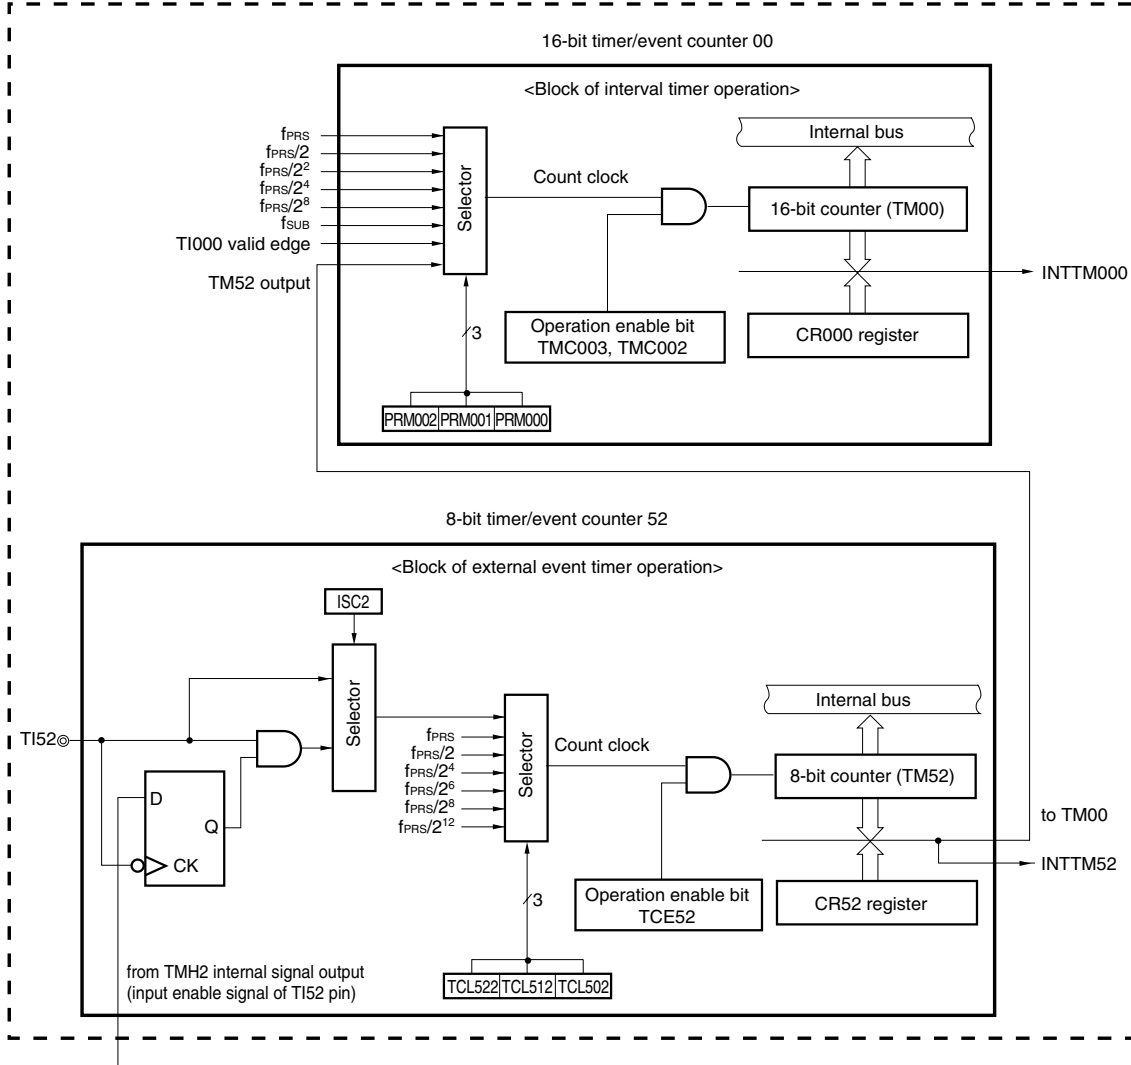 16-bit timer/event counter 00
<Block of interval timer operation>
fPRS
fPRS/2
fPRS/2²
fPRS/2⁴
fPRS/2⁸
fSUB
TI000 valid edge
TM52 output
Selector
Count clock
Internal bus
16-bit counter (TM00)
INTTM000
CR000 register
Operation enable bit
TMC003, TMC002
3
PRM002 PRM001 PRM000
8-bit timer/event counter 52
<Block of external event timer operation>
ISC2
Selector
TI52
D
Q
CK
fPRS
fPRS/2
fPRS/2⁴
fPRS/2⁶
fPRS/2⁸
fPRS/2¹²
Selector
Count clock
Internal bus
8-bit counter (TM52)
to TM00
INTTM52
CR52 register
Operation enable bit
TCE52
3
TCL522 TCL512 TCL502
from TMH2 internal signal output
(input enable signal of TI52 pin)